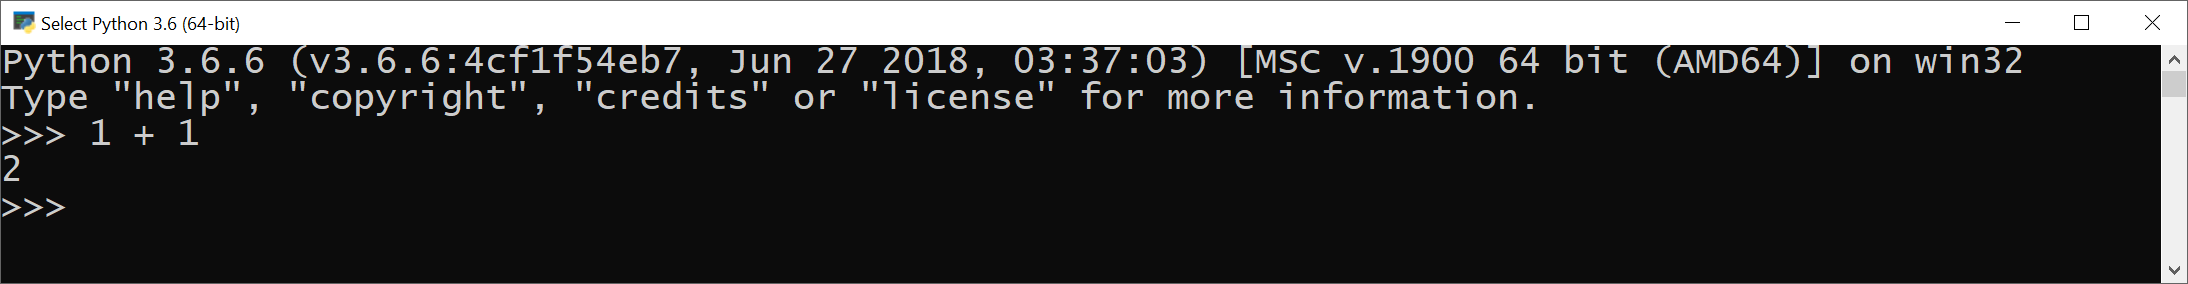 Select Python 3.6 (64-bit)
Python 3.6.6 (v3.6.6:4cf1f54eb7, Jun 27 2018, 03:37:03) [MSC v.1900 64 bit (AMD64)] on win32
Type "help", "copyright", "credits" or "license" for more information.
>>> 1 + 1
2
>>>